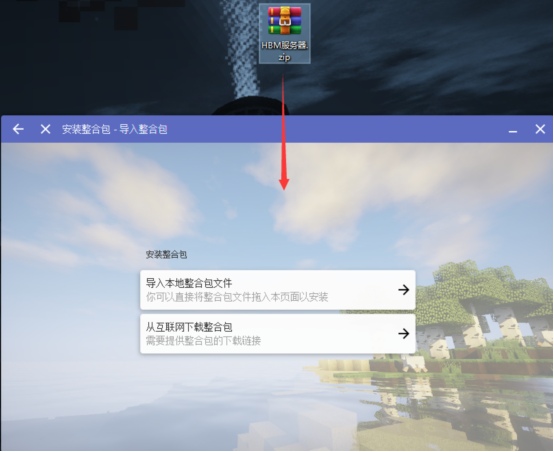 HBM服务器.
zip
安装整合包 - 导入整合包
安装整合包
导入本地整合包文件
你可以直接将整合包文件拖入本页面以安装
从互联网下载整合包
需要提供整合包的下载链接